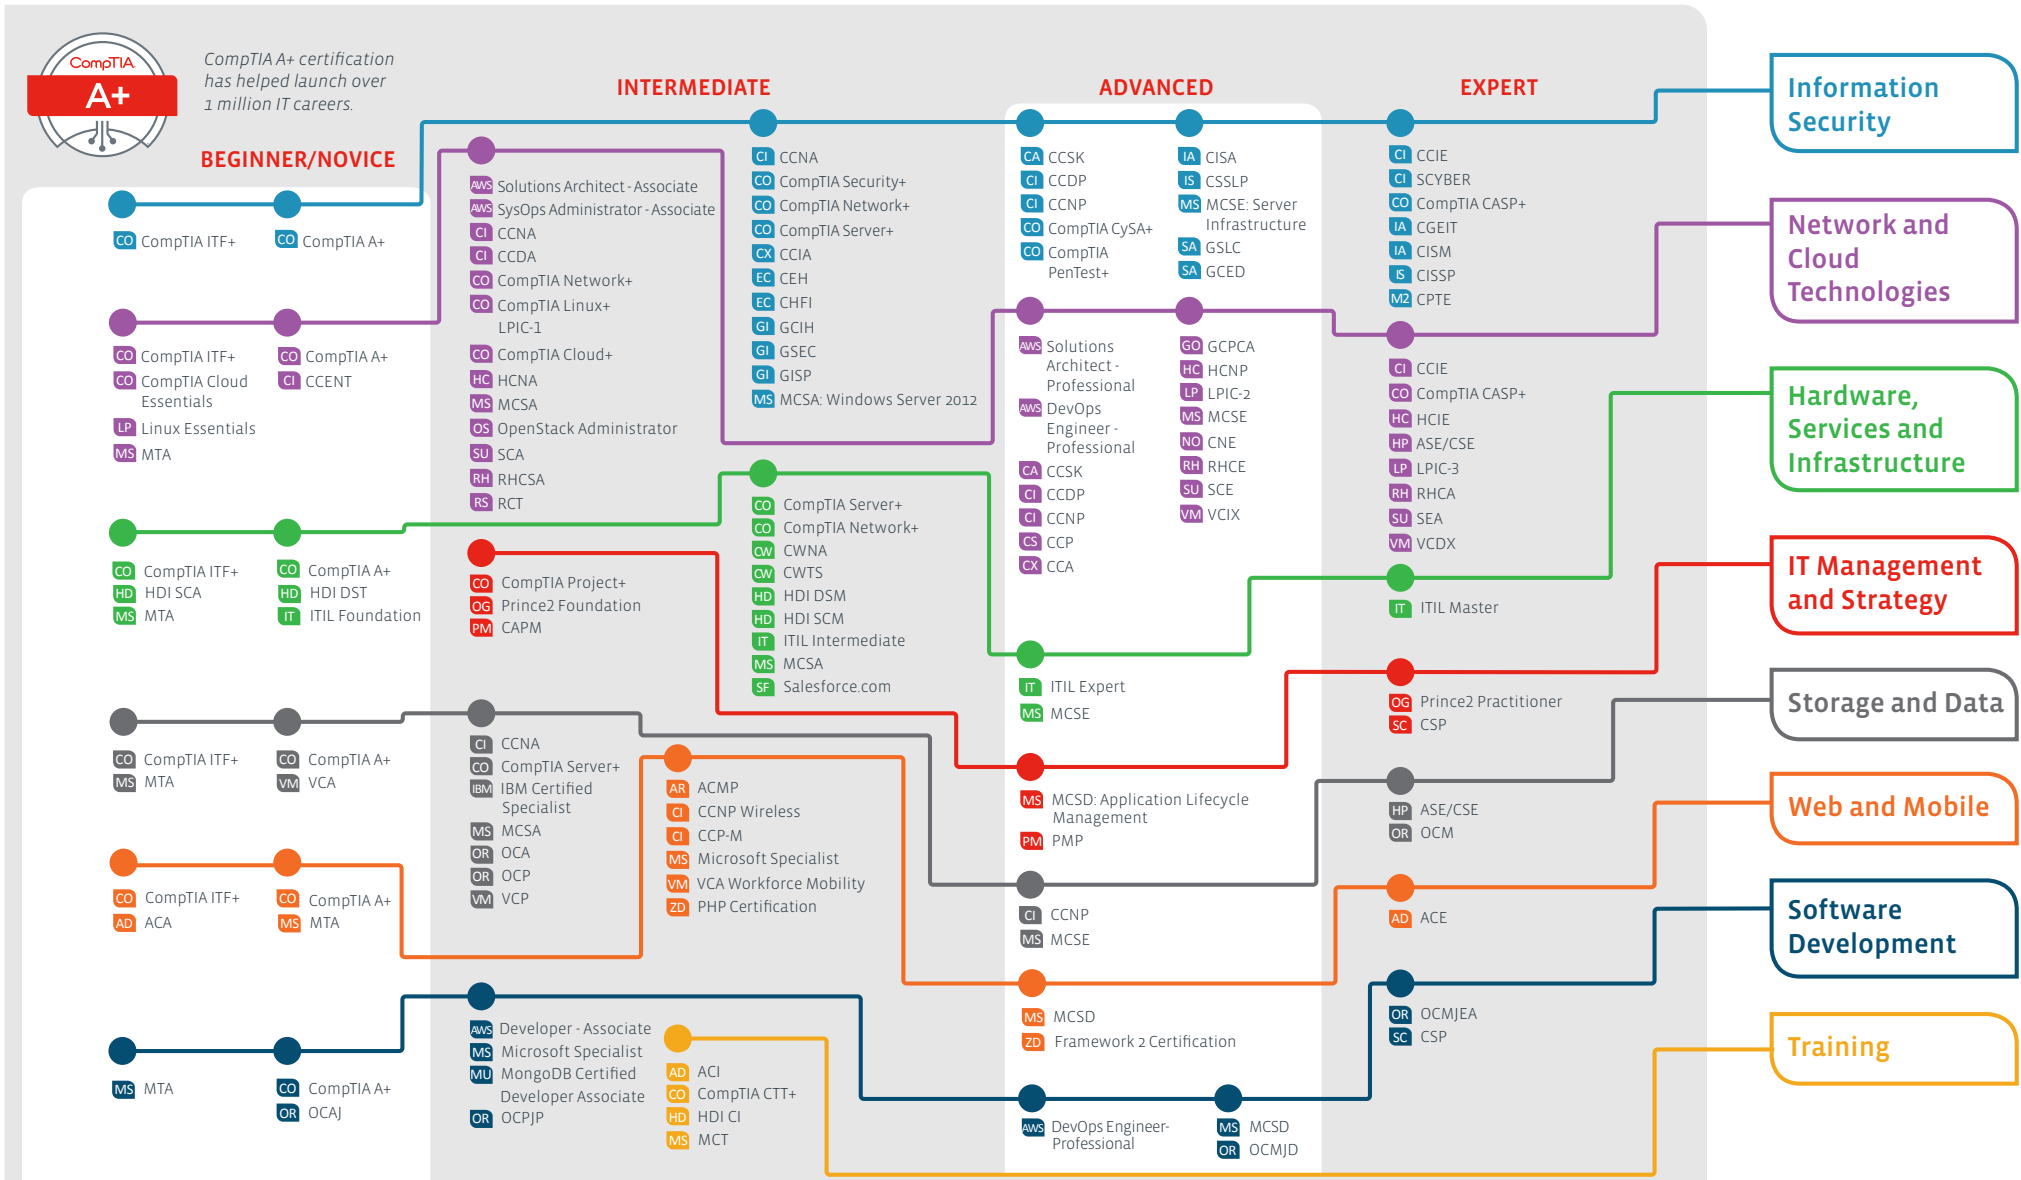 CompTIA.
A+
CompTIA A+ certification
has helped launch over
1 million IT careers.
BEGINNER/NOVICE
INTERMEDIATE
ADVANCED
EXPERT
CO CompTIA ITF+
CO CompTIA A+
CI CCNA
CO CompTIA Security+
CO CompTIA Network+
CO CompTIA Server+
CX CCIA
EC CEH
EC CHFI
GI GCIH
GI GSEC
GI GISP
MS MCSA: Windows Server 2012
CA CCSK
CI CCDP
CI CCNP
CO CompTIA CySA+
CO CompTIA
PenTest+
IA CISA
IS CSSLP
MS MCSE: Server
Infrastructure
SA GSLC
SA GCED
CI CCIE
CI SCYBER
CO CompTIA CASP+
IA CGEIT
IA CISM
IS CISSP
M2 CPTE
Information
Security
CO CompTIA ITF+
CO CompTIA Cloud
Essentials
LP Linux Essentials
MS MTA
CO CompTIA A+
CI CCENT
AWS Solutions Architect - Associate
AWS SysOps Administrator - Associate
CI CCNA
CI CCDA
CO CompTIA Network+
CO CompTIA Linux+
LPIC-1
CO CompTIA Cloud+
HC HCNA
MS MCSA
OS OpenStack Administrator
SU SCA
RH RHCSA
RS RCT
AWS Solutions
Architect -
Professional
AWS DevOps
Engineer -
Professional
CA CCSK
CI CCDP
CI CCNP
CS CCP
CX CCA
GO GCPCA
HC HCNP
LP LPIC-2
MS MCSE
NO CNE
RH RHCE
SU SCE
VM VCIX
CI CCIE
CO CompTIA CASP+
HC HCIE
HP ASE/CSE
LP LPIC-3
RH RHCA
SU SEA
VM VCDX
Network and
Cloud
Technologies
CO CompTIA ITF+
HD HDI SCA
MS MTA
CO CompTIA A+
HD HDI DST
IT ITIL Foundation
CO CompTIA Server+
CO CompTIA Network+
CW CWNA
CW CWTS
HD HDI DSM
HD HDI SCM
IT ITIL Intermediate
MS MCSA
SF Salesforce.com
IT ITIL Expert
MS MCSE
IT ITIL Master
Hardware,
Services and
Infrastructure
CO CompTIA Project+
OG Prince2 Foundation
PM CAPM
MS MCSD: Application Lifecycle
Management
PM PMP
OG Prince2 Practitioner
SC CSP
IT Management
and Strategy
CO CompTIA ITF+
MS MTA
CO CompTIA A+
VM VCA
CI CCNA
CO CompTIA Server+
IBM IBM Certified
Specialist
MS MCSA
OR OCA
OR OCP
VM VCP
CI CCNP
MS MCSE
HP ASE/CSE
OR OCM
Storage and Data
CO CompTIA ITF+
AD ACA
CO CompTIA A+
MS MTA
AR ACMP
CI CCNP Wireless
CI CCP-M
MS Microsoft Specialist
VM VCA Workforce Mobility
ZD PHP Certification
MS MCSD
ZD Framework 2 Certification
AD ACE
Web and Mobile
MS MTA
CO CompTIA A+
OR OCAJ
AWS Developer - Associate
MS Microsoft Specialist
MU MongoDB Certified
Developer Associate
OR OCPJP
AWS DevOps Engineer-
Professional
MS MCSD
OR OCMJD
OR OCMJEA
SC CSP
Software
Development
AD ACI
CO CompTIA CTT+
HD HDI CI
MS MCT
Training